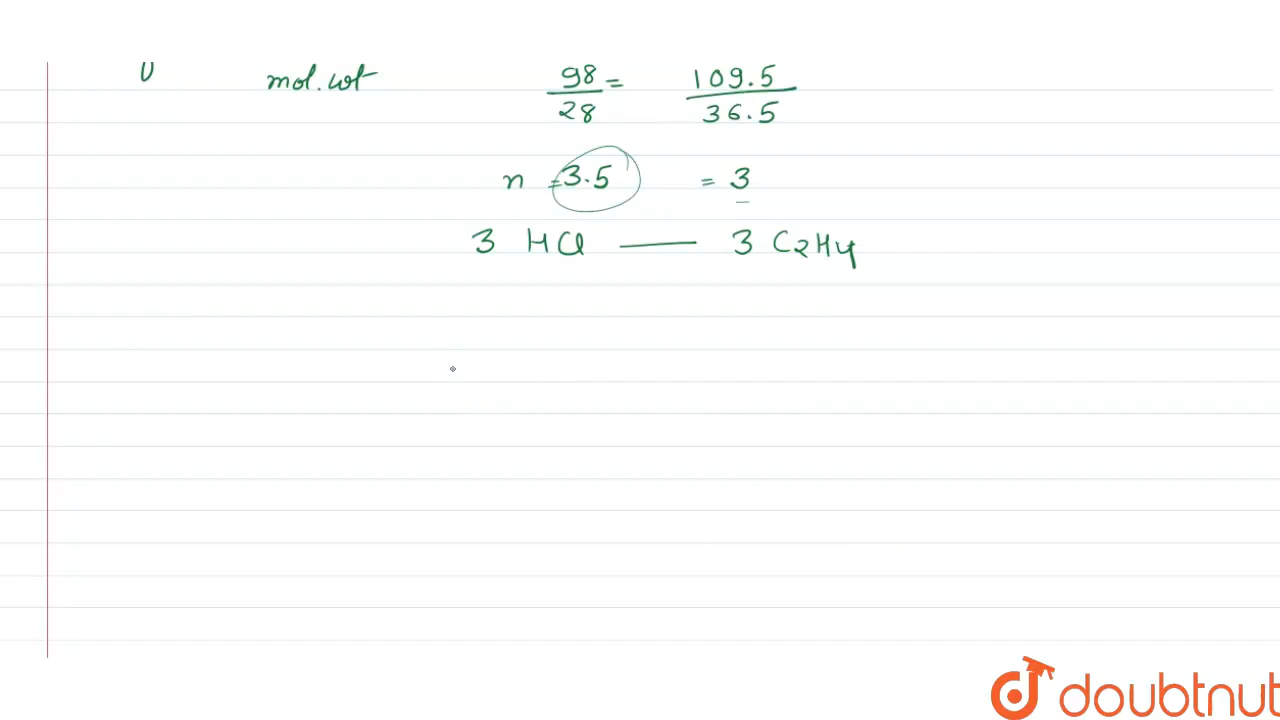 mol. wt 98/28 = 109.5/36.5
n = 3.5 = 3
3 HCl — 3 C2H4
doubtnut